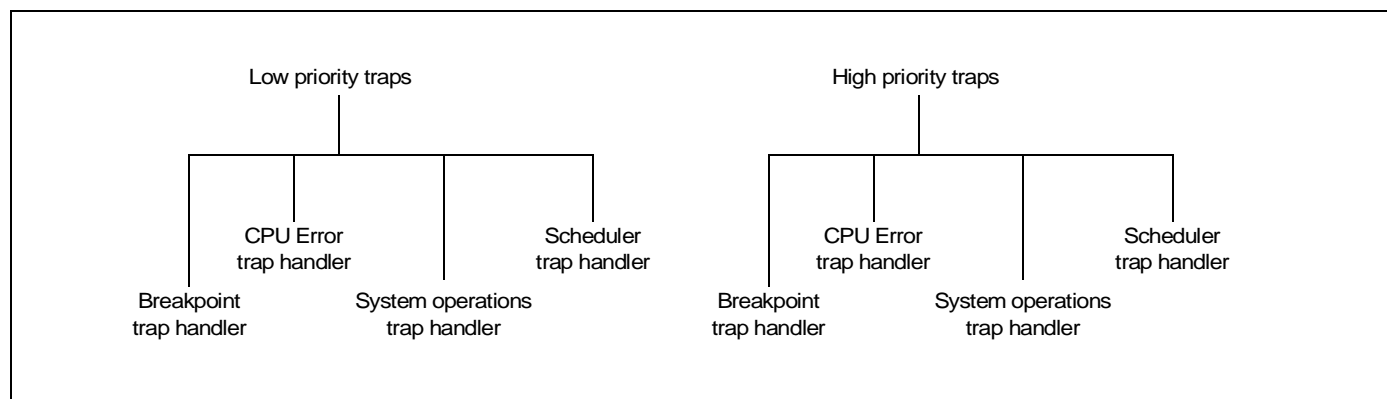 Low priority traps
High priority traps
CPU Error
trap handler
Scheduler
trap handler
CPU Error
trap handler
Scheduler
trap handler
Breakpoint
trap handler
System operations
trap handler
Breakpoint
trap handler
System operations
trap handler